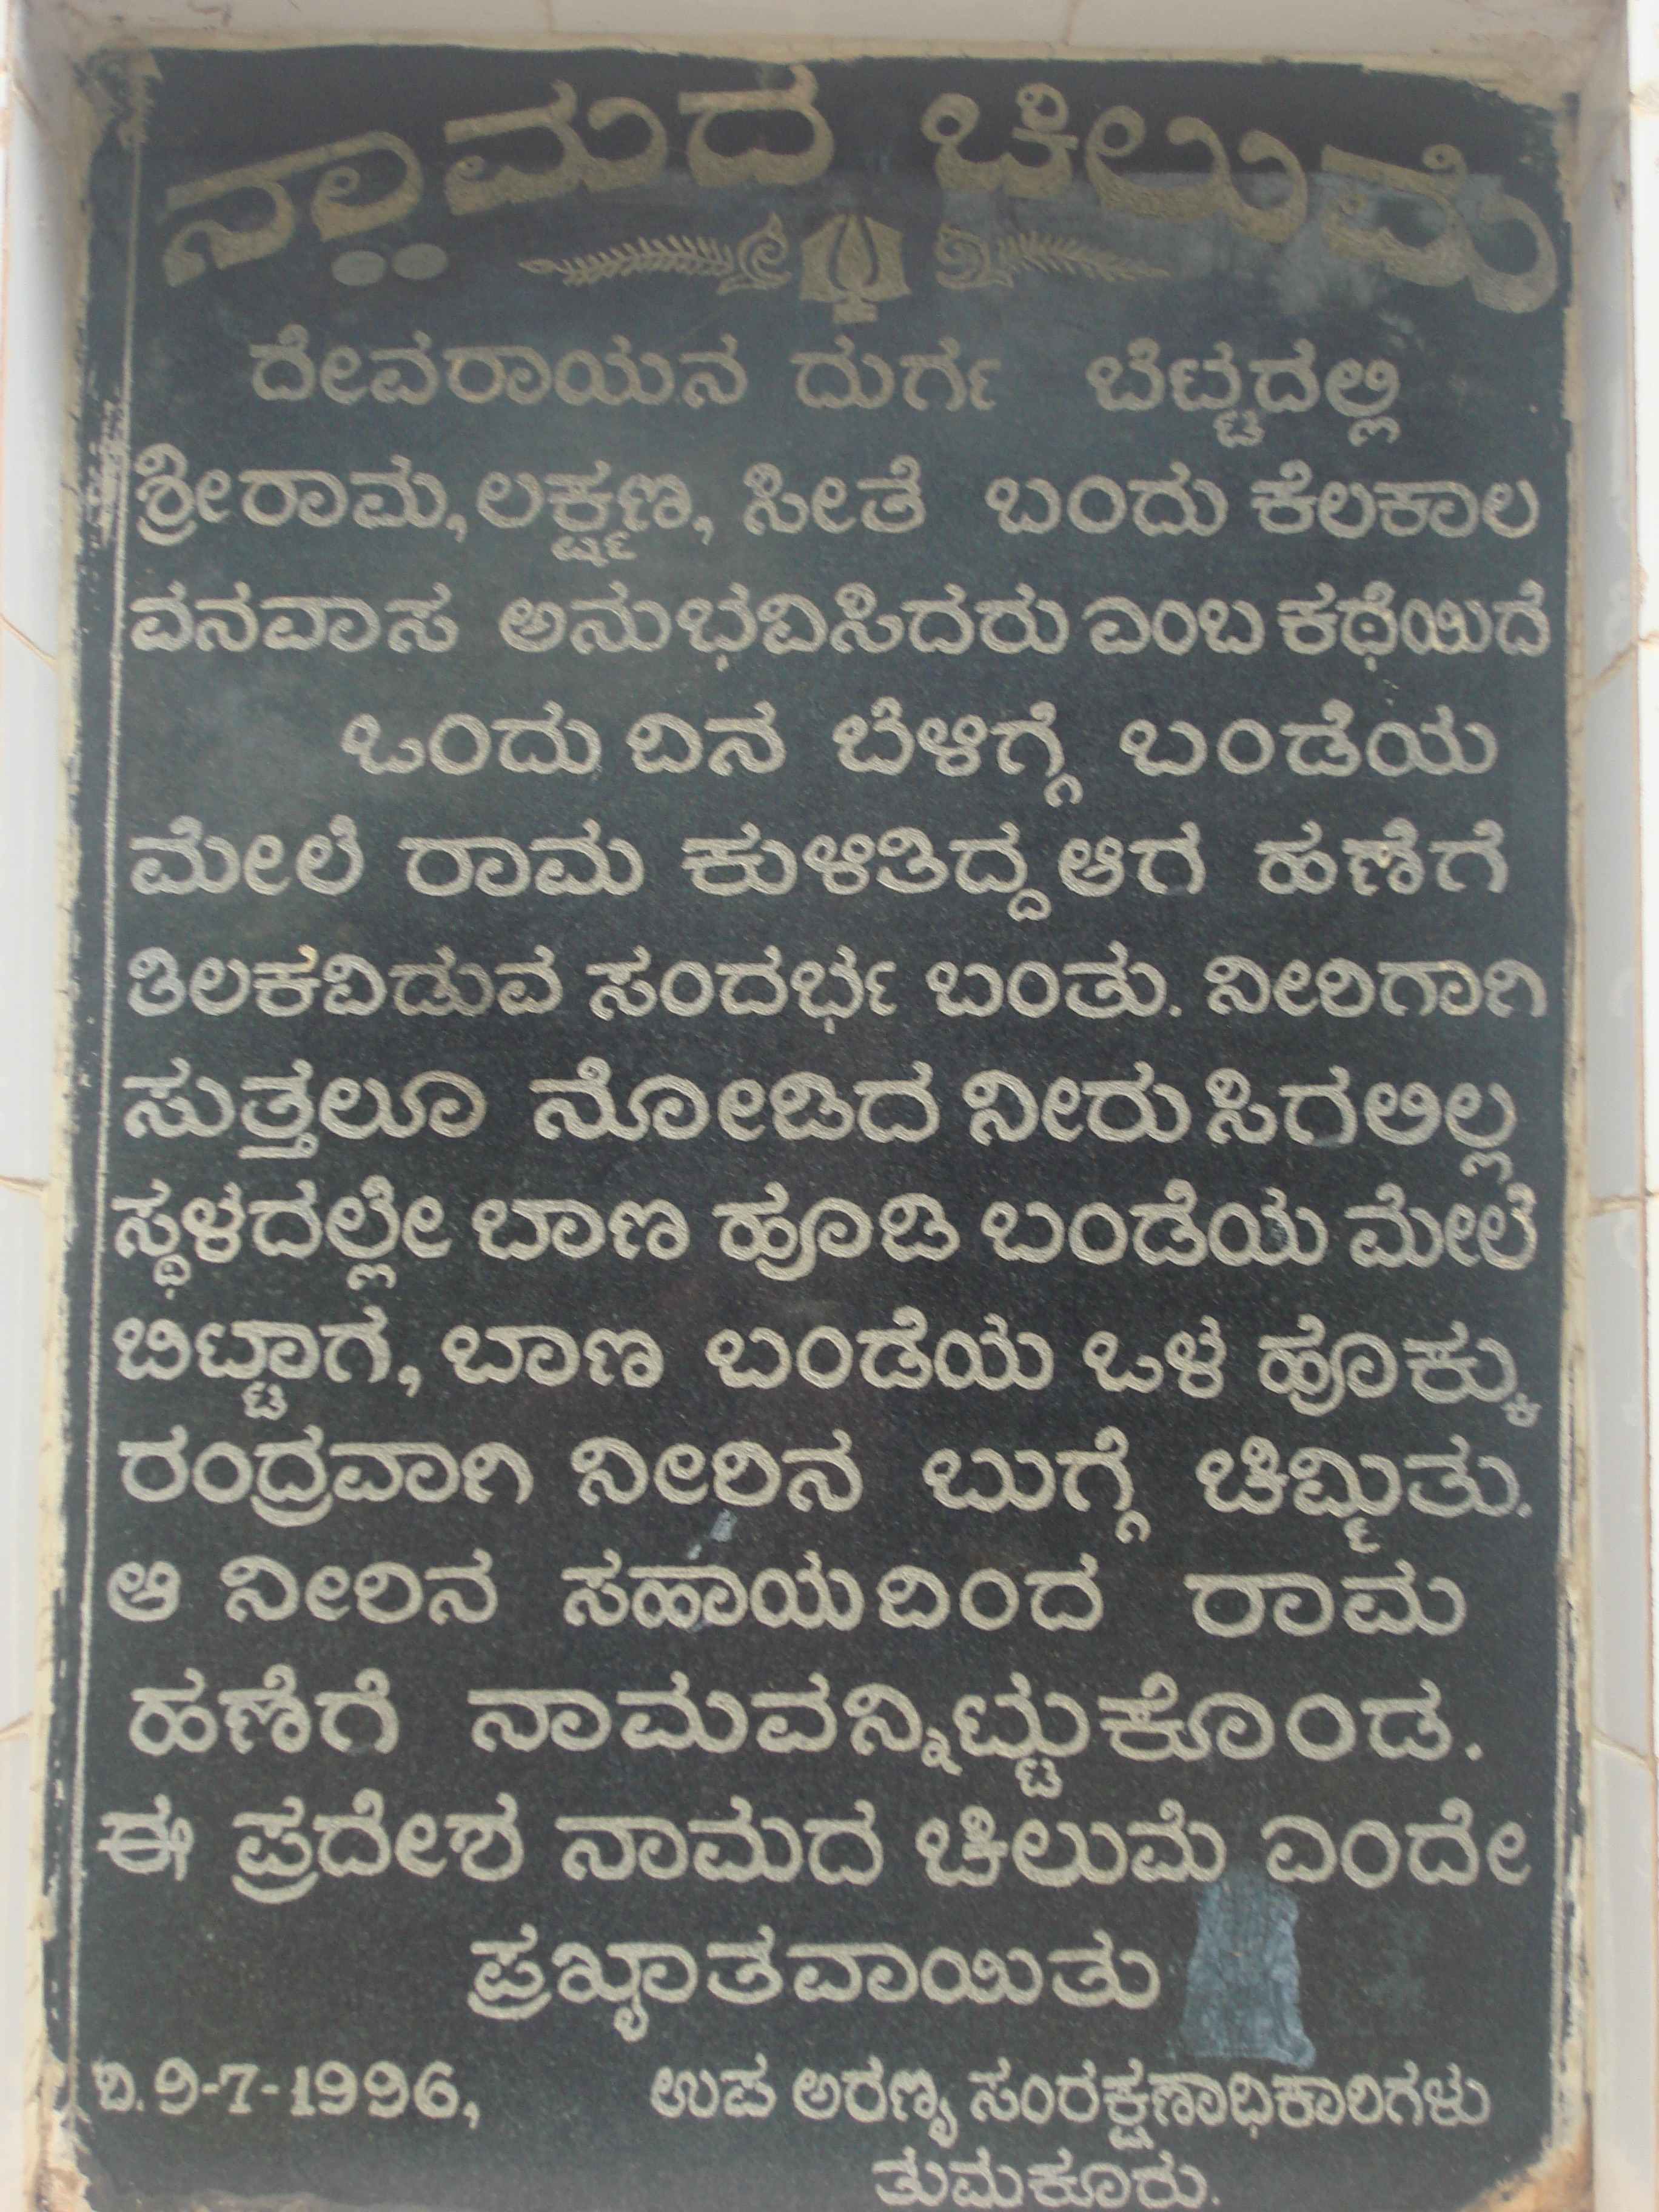 ನಾಮದ ಚಿಲುಮೆ
ದೇವರಾಯನ ದುರ್ಗ ಬೆಟ್ಟದಲ್ಲಿ
ಶ್ರೀರಾಮ, ಲಕ್ಷ್ಮಣ, ಸೀತೆ ಬಂದು ಕೆಲಕಾಲ
ವನವಾಸ ಅನುಭವಿಸಿದರು ಎಂಬ ಕಥೆಯಿದೆ
ಒಂದು ದಿನ ಬೆಳಿಗ್ಗೆ ಬಂಡೆಯ
ಮೇಲೆ ರಾಮ ಕುಳಿತಿದ್ದ ಆಗ ಹಣೆಗೆ
ತಿಲಕವಿಡುವ ಸಂದರ್ಭ ಬಂತು. ನೀರಿಗಾಗಿ
ಸುತ್ತಲೂ ನೋಡಿದ ನೀರು ಸಿಗಲಿಲ್ಲ
ಸ್ಥಳದಲ್ಲೇ ಬಾಣ ಹೂಡಿ ಬಂಡೆಯ ಮೇಲೆ
ಬಿಟ್ಟಾಗ, ಬಾಣ ಬಂಡೆಯ ಒಳ ಹೊಕ್ಕು
ರಂದ್ರವಾಗಿ ನೀರಿನ ಬುಗ್ಗೆ ಚಿಮ್ಮಿತು.
ಆ ನೀರಿನ ಸಹಾಯದಿಂದ ರಾಮ
ಹಣೆಗೆ ನಾಮವನ್ನಿಟ್ಟುಕೊಂಡ.
ಈ ಪ್ರದೇಶ ನಾಮದ ಚಿಲುಮೆ ಎಂದೇ
ಪ್ರಖ್ಯಾತವಾಯಿತು
ದಿ. 9-7-1996, ಉಪ ಅರಣ್ಯ ಸಂರಕ್ಷಣಾಧಿಕಾರಿಗಳು
ತುಮಕೂರು.